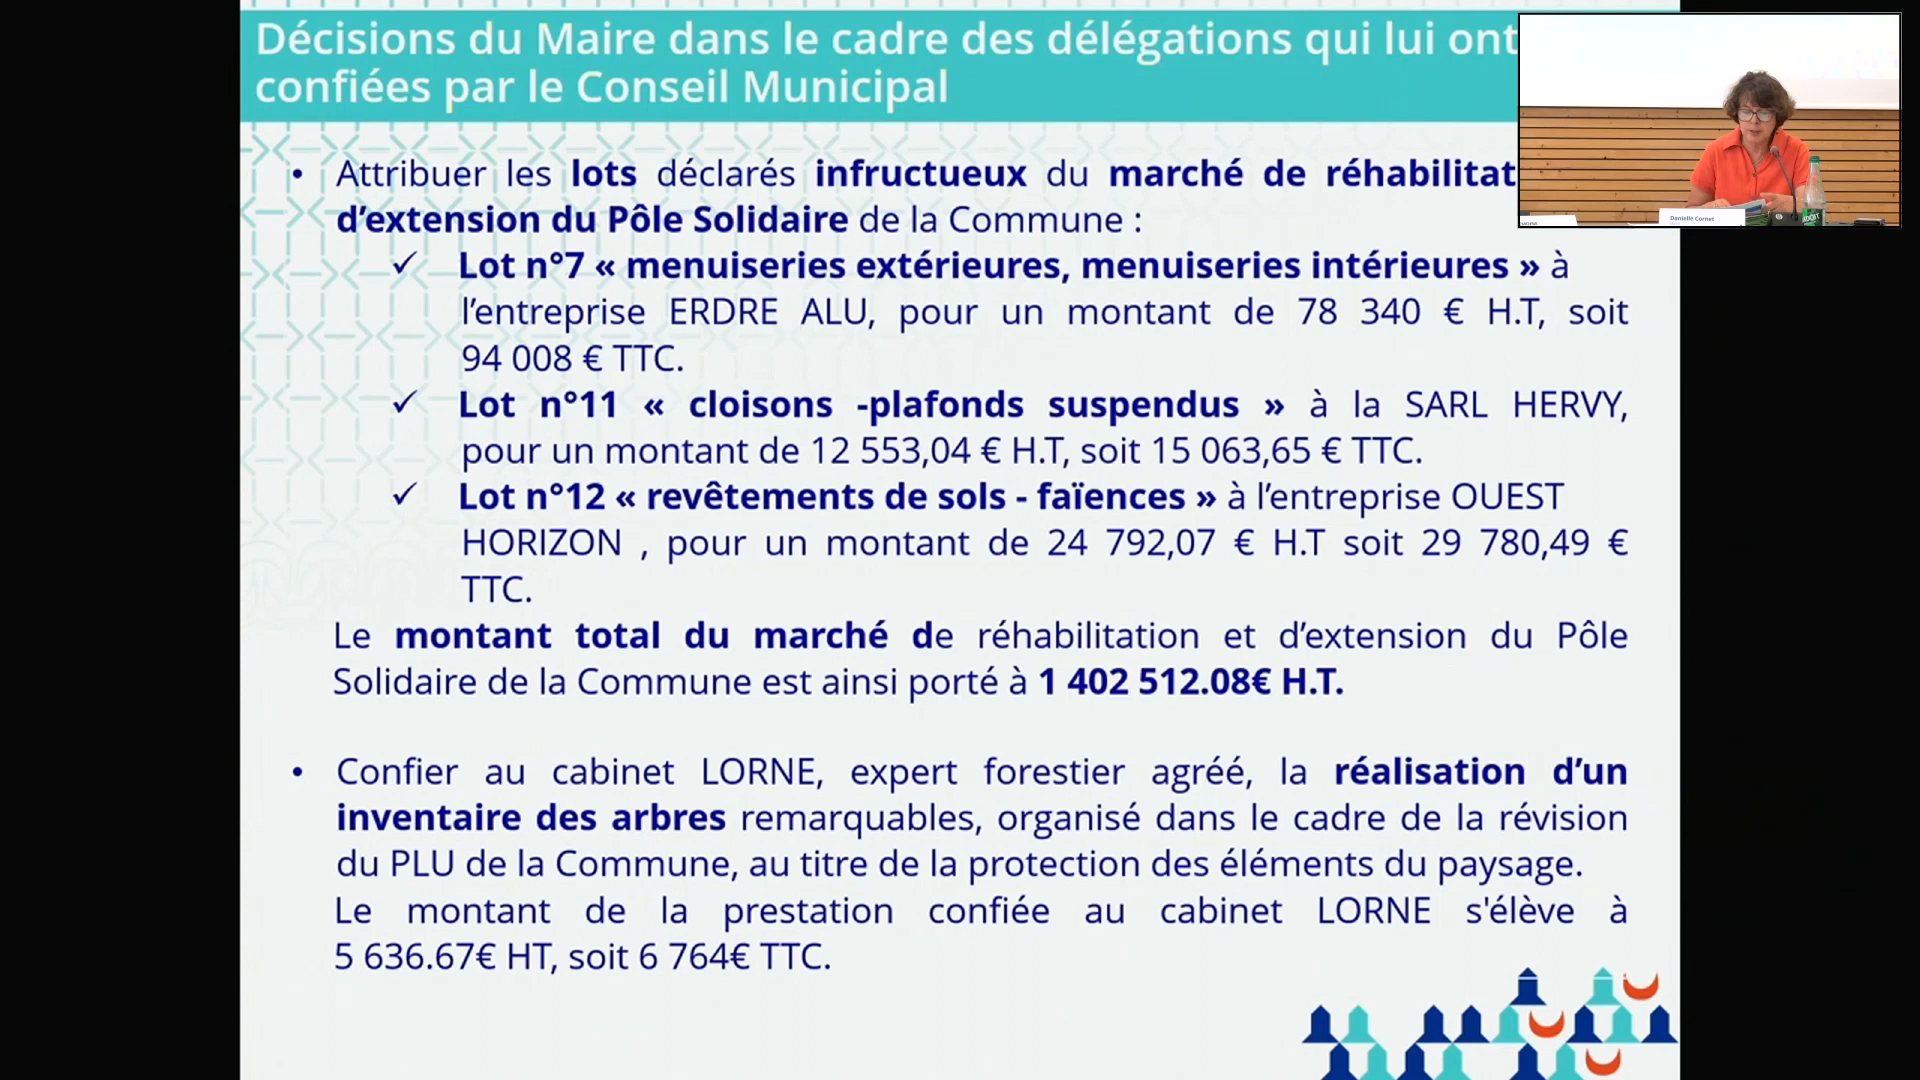 Décisions du Maire dans le cadre des délégations qui lui ont
confiées par le Conseil Municipal
• Attribuer les lots déclarés infructueux du marché de réhabilitat
d’extension du Pôle Solidaire de la Commune :
✓ Lot n°7 « menuiseries extérieures, menuiseries intérieures » à
l’entreprise ERDRE ALU, pour un montant de 78 340 € H.T, soit
94 008 € TTC.
✓ Lot n°11 « cloisons -plafonds suspendus » à la SARL HERVY,
pour un montant de 12 553,04 € H.T, soit 15 063,65 € TTC.
✓ Lot n°12 « revêtements de sols - faïences » à l’entreprise OUEST
HORIZON , pour un montant de 24 792,07 € H.T soit 29 780,49 €
TTC.
Le montant total du marché de réhabilitation et d’extension du Pôle
Solidaire de la Commune est ainsi porté à 1 402 512.08€ H.T.
• Confier au cabinet LORNE, expert forestier agréé, la réalisation d’un
inventaire des arbres remarquables, organisé dans le cadre de la révision
du PLU de la Commune, au titre de la protection des éléments du paysage.
Le montant de la prestation confiée au cabinet LORNE s'élève à
5 636.67€ HT, soit 6 764€ TTC.
Danielle Cornet